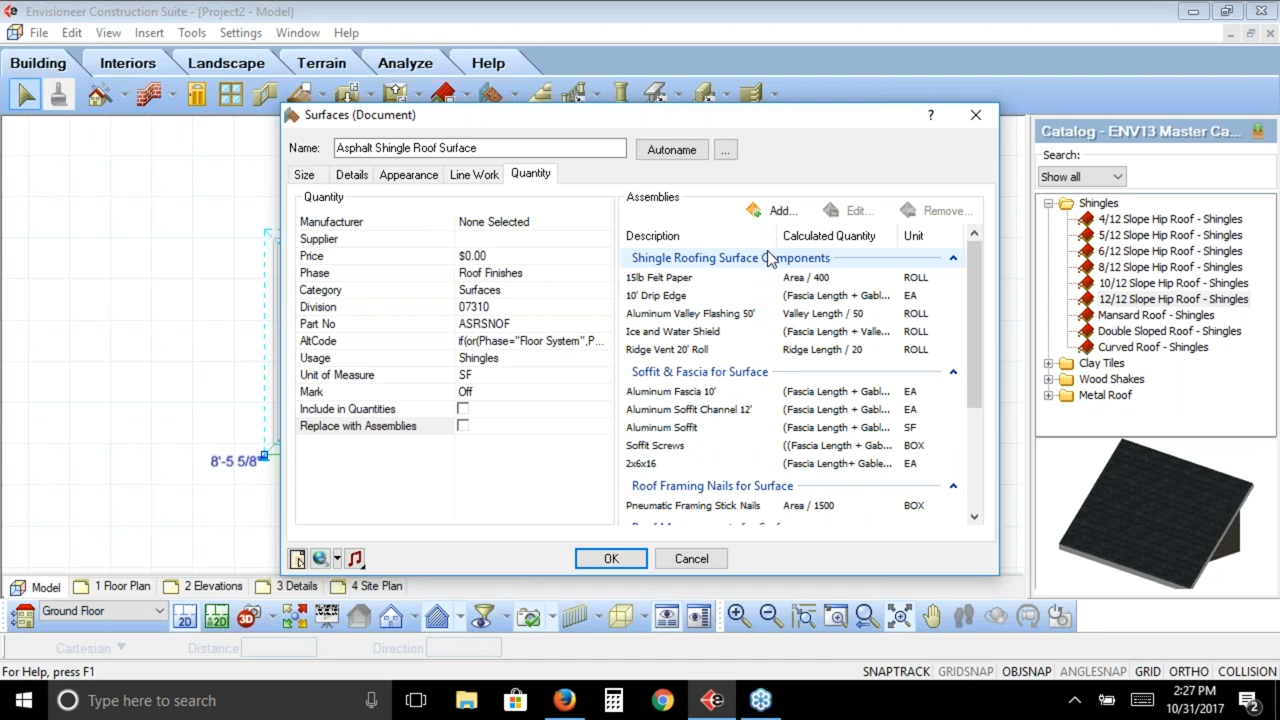 Envisioneer Construction Suite - [Project2 - Model]
File Edit View Insert Tools Settings Window Help
Building Interiors Landscape Terrain Analyze Help
Surfaces (Document)
Name: Asphalt Shingle Roof Surface Autoname ...
Size Details Appearance Line Work Quantity
Quantity
Manufacturer None Selected
Supplier
Price $0.00
Phase Roof Finishes
Category Surfaces
Division 07310
Part No ASRSNOF
AltCode if(or(Phase="Floor System",P...
Usage Shingles
Unit of Measure SF
Mark Off
Include in Quantities
Replace with Assemblies
Assemblies
Add... Edit... Remove...
Description Calculated Quantity Unit
Shingle Roofing Surface Components
15lb Felt Paper Area / 400 ROLL
10' Drip Edge (Fascia Length + Gabl... EA
Aluminum Valley Flashing 50' Valley Length / 50 ROLL
Ice and Water Shield (Fascia Length + Valle... ROLL
Ridge Vent 20' Roll Ridge Length / 20 ROLL
Soffit & Fascia for Surface
Aluminum Fascia 10' (Fascia Length + Gabl... EA
Aluminum Soffit Channel 12' (Fascia Length + Gabl... EA
Aluminum Soffit (Fascia Length + Gabl... SF
Soffit Screws ((Fascia Length + Gab... BOX
2x6x16 (Fascia Length+ Gable... EA
Roof Framing Nails for Surface
Pneumatic Framing Stick Nails Area / 1500 BOX
OK Cancel
8'-5 5/8"
Catalog - ENV13 Master Ca...
Search:
Show all
Shingles
4/12 Slope Hip Roof - Shingles
5/12 Slope Hip Roof - Shingles
6/12 Slope Hip Roof - Shingles
8/12 Slope Hip Roof - Shingles
10/12 Slope Hip Roof - Shingles
12/12 Slope Hip Roof - Shingles
Mansard Roof - Shingles
Double Sloped Roof - Shingles
Curved Roof - Shingles
Clay Tiles
Wood Shakes
Metal Roof
Model 1 Floor Plan 2 Elevations 3 Details 4 Site Plan
Ground Floor 2D 2D 3D
Cartesian Distance Direction
For Help, press F1 SNAPTRACK GRIDSNAP OBJSNAP ANGLESNAP GRID ORTHO COLLISION
Type here to search
2:27 PM
10/31/2017
2